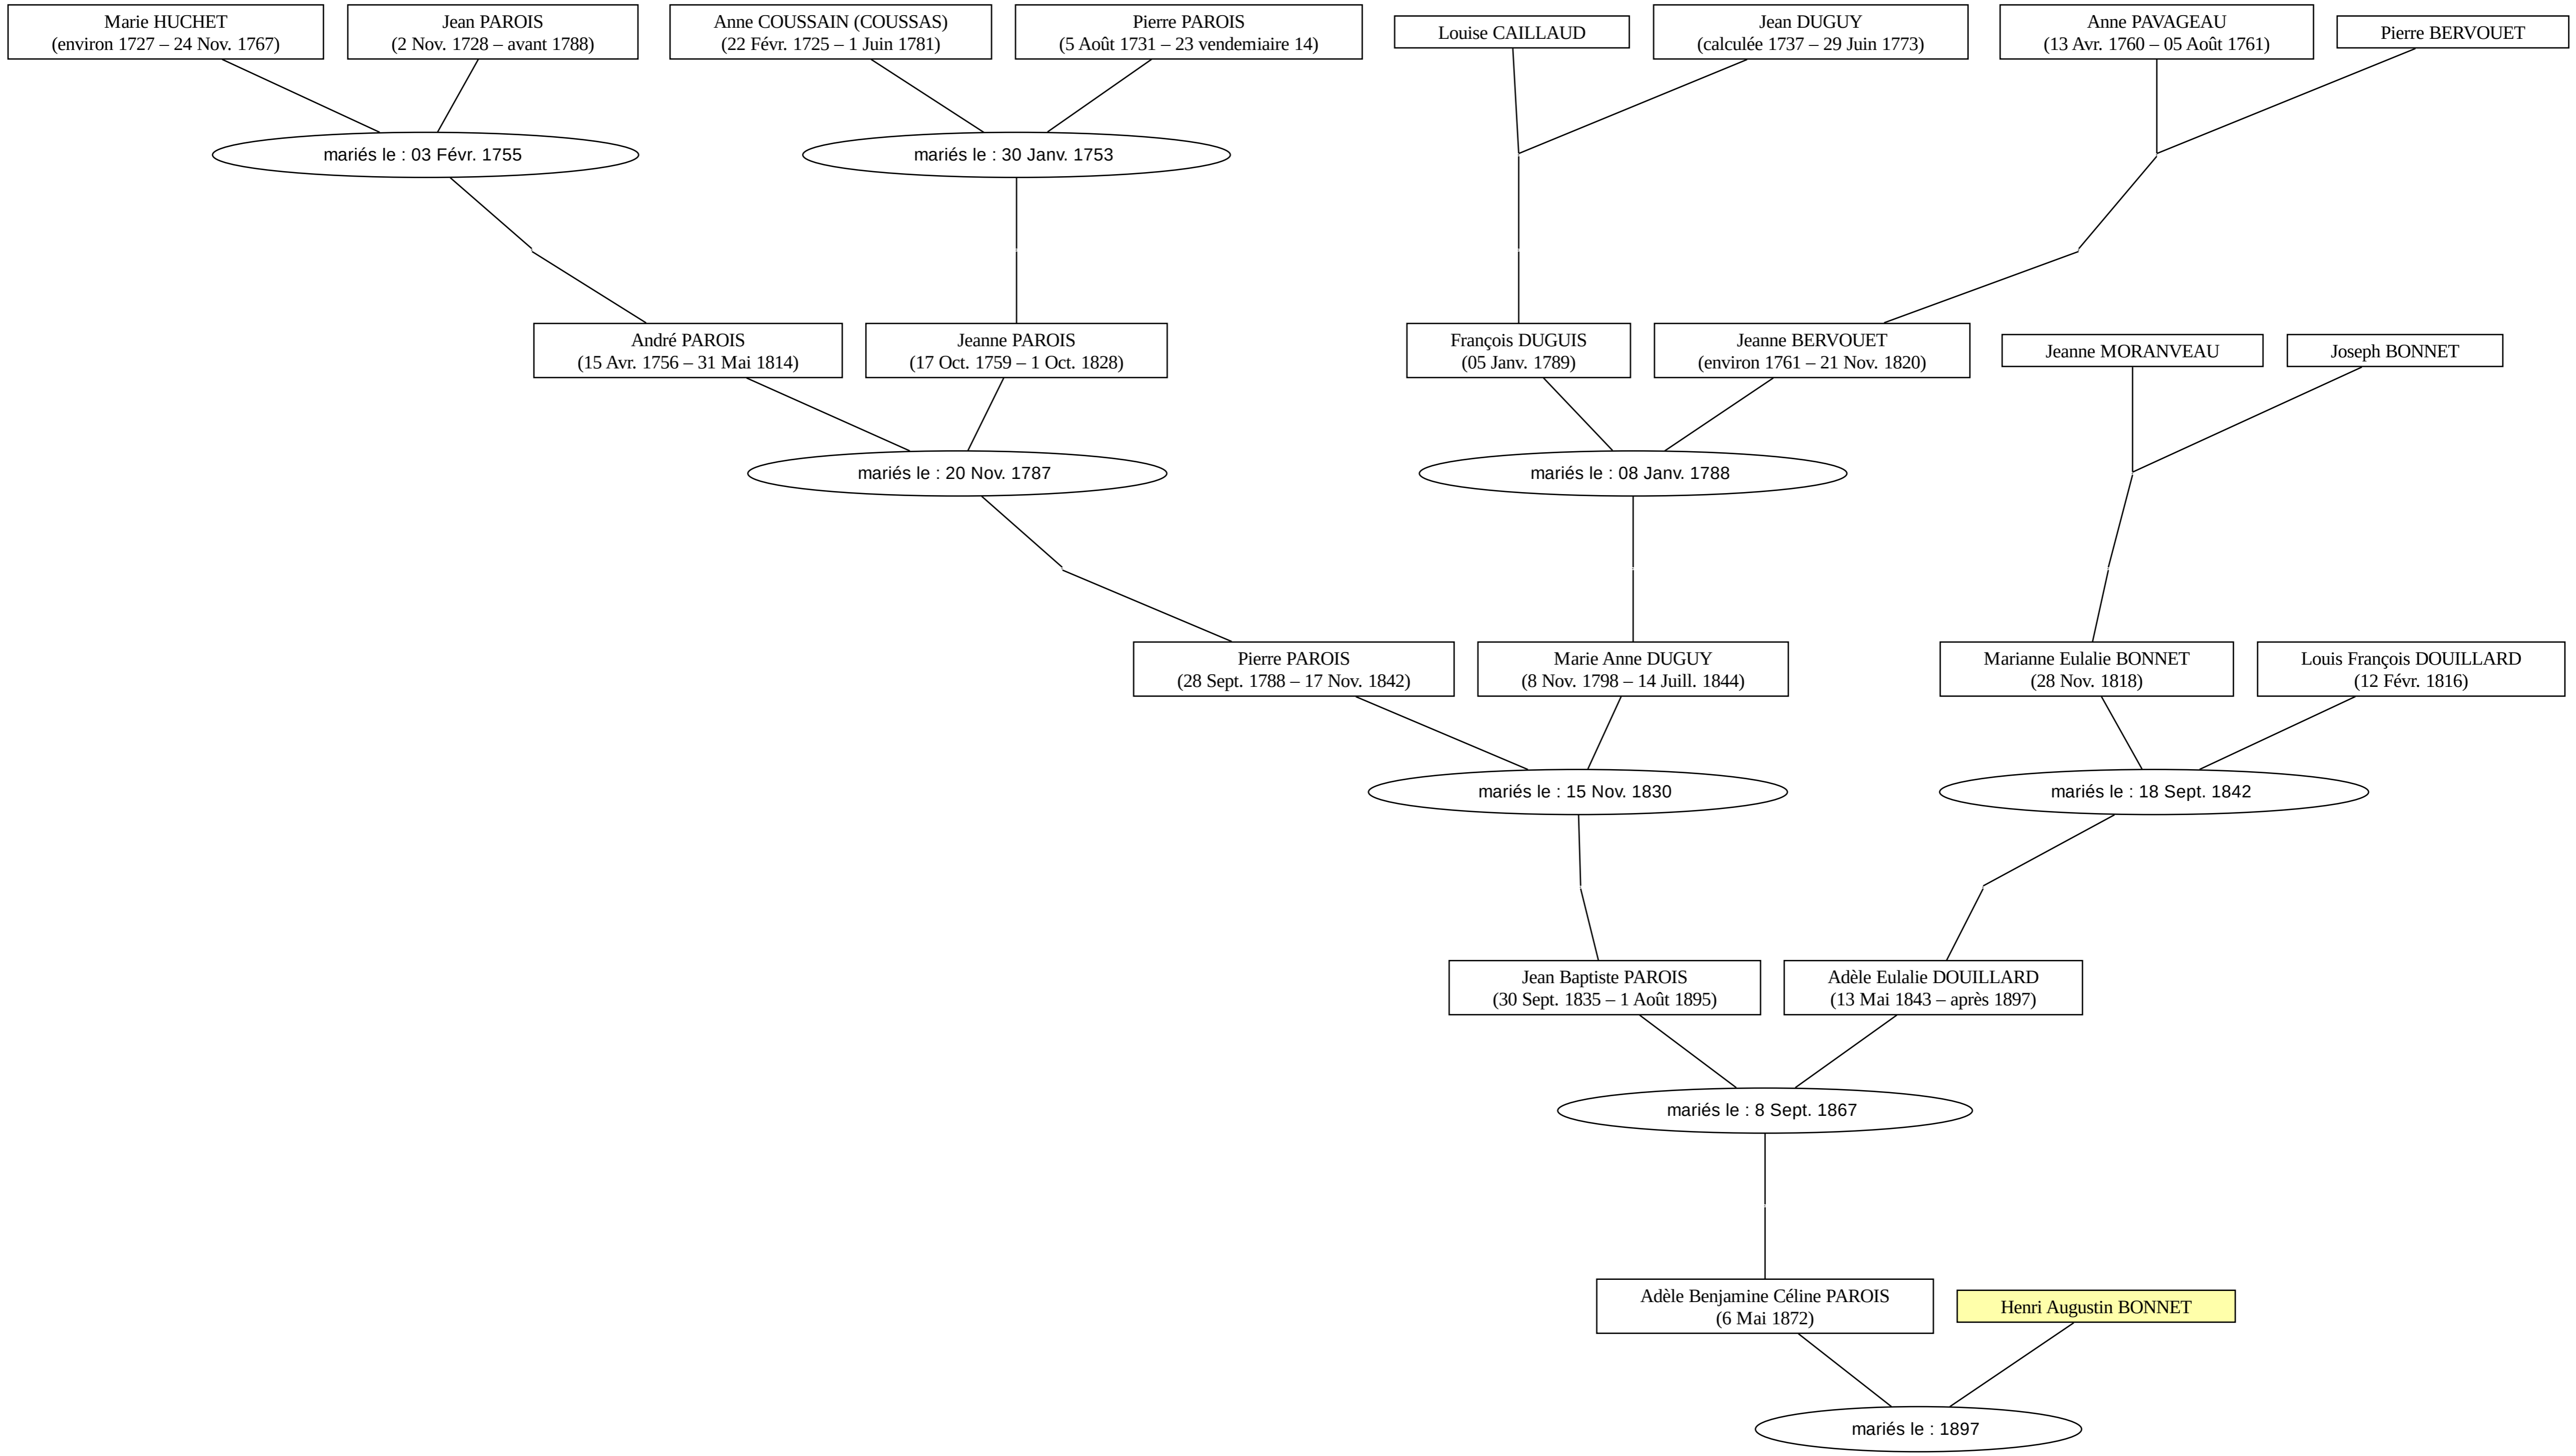 Marie HUCHET
(environ 1727 – 24 Nov. 1767)
Jean PAROIS
(2 Nov. 1728 – avant 1788)
Anne COUSSAIN (COUSSAS)
(22 Févr. 1725 – 1 Juin 1781)
Pierre PAROIS
(5 Août 1731 – 23 vendemiaire 14)
Louise CAILLAUD
Jean DUGUY
(calculée 1737 – 29 Juin 1773)
Anne PAVAGEAU
(13 Avr. 1760 – 05 Août 1761)
Pierre BERVOUET
mariés le : 03 Févr. 1755
mariés le : 30 Janv. 1753
André PAROIS
(15 Avr. 1756 – 31 Mai 1814)
Jeanne PAROIS
(17 Oct. 1759 – 1 Oct. 1828)
François DUGUIS
(05 Janv. 1789)
Jeanne BERVOUET
(environ 1761 – 21 Nov. 1820)
Jeanne MORANVEAU
Joseph BONNET
mariés le : 20 Nov. 1787
mariés le : 08 Janv. 1788
Pierre PAROIS
(28 Sept. 1788 – 17 Nov. 1842)
Marie Anne DUGUY
(8 Nov. 1798 – 14 Juill. 1844)
Marianne Eulalie BONNET
(28 Nov. 1818)
Louis François DOUILLARD
(12 Févr. 1816)
mariés le : 15 Nov. 1830
mariés le : 18 Sept. 1842
Jean Baptiste PAROIS
(30 Sept. 1835 – 1 Août 1895)
Adèle Eulalie DOUILLARD
(13 Mai 1843 – après 1897)
mariés le : 8 Sept. 1867
Adèle Benjamine Céline PAROIS
(6 Mai 1872)
Henri Augustin BONNET
mariés le : 1897